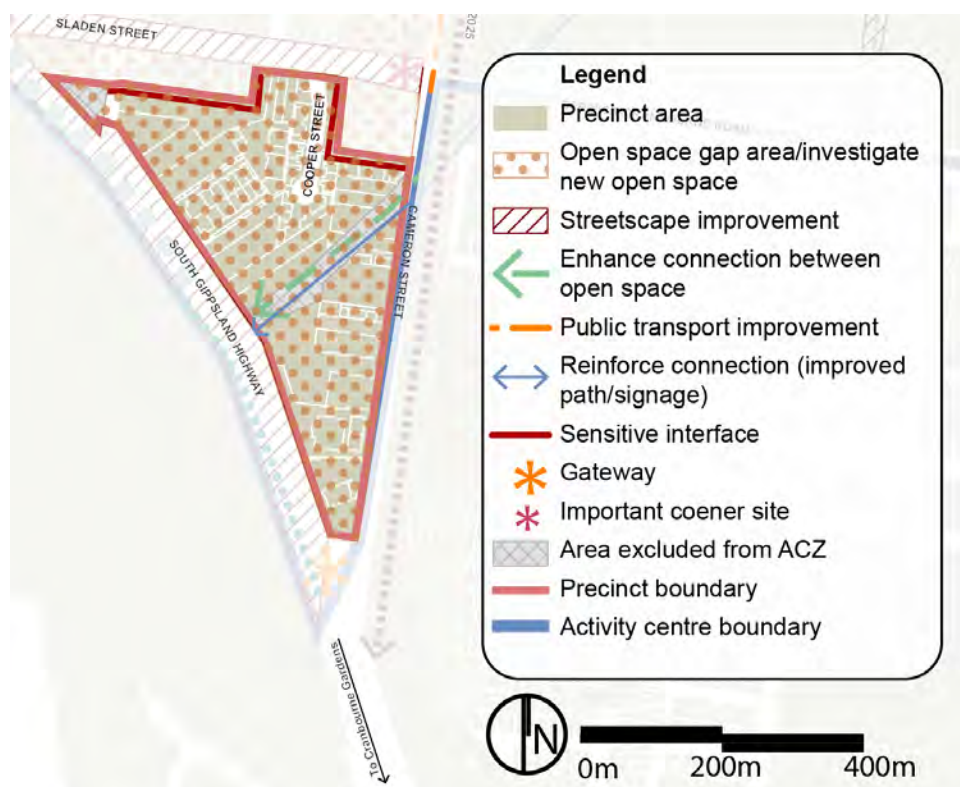 SLADEN STREET
2025
COOPER STREET
CAMERON STREET
SOUTH GIPPSLAND HIGHWAY
To Cranbourne Gardens
Legend
Precinct area
Open space gap area/investigate
new open space
Streetscape improvement
Enhance connection between
open space
Public transport improvement
Reinforce connection (improved
path/signage)
Sensitive interface
Gateway
Important coener site
Area excluded from ACZ
Precinct boundary
Activity centre boundary
N
0m
200m
400m